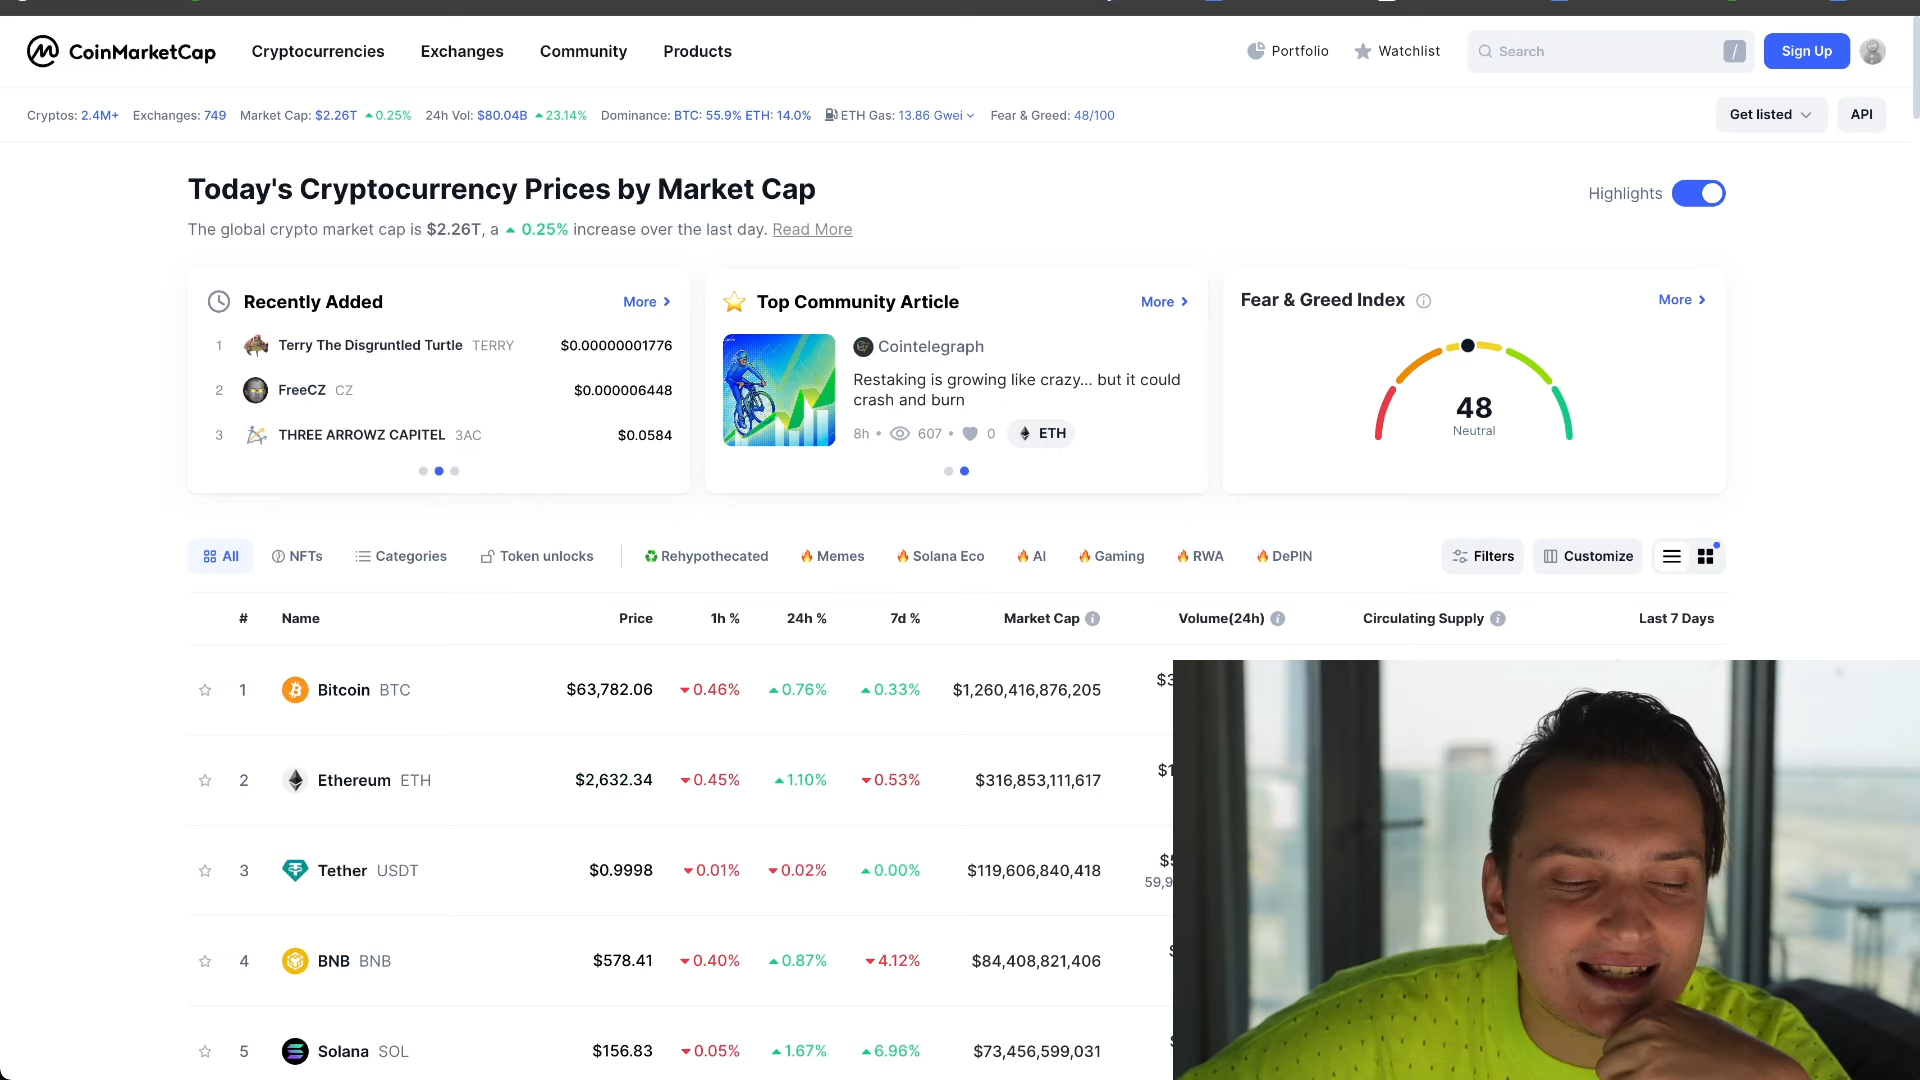 CoinMarketCap Cryptocurrencies Exchanges Community Products Portfolio Watchlist Search / Sign Up
Cryptos: 2.4M+ Exchanges: 749 Market Cap: $2.26T 0.25% 24h Vol: $80.04B 23.14% Dominance: BTC: 55.9% ETH: 14.0% ETH Gas: 13.86 Gwei Fear & Greed: 48/100 Get listed API
Today's Cryptocurrency Prices by Market Cap
Highlights
The global crypto market cap is $2.26T, a 0.25% increase over the last day. Read More
Recently Added More
1 Terry The Disgruntled Turtle TERRY $0.00000001776
2 FreeCZ CZ $0.000006448
3 THREE ARROWZ CAPITEL 3AC $0.0584
Top Community Article More
Cointelegraph
Restaking is growing like crazy... but it could
crash and burn
8h • 607 • 0 ETH
Fear & Greed Index More
48
Neutral
All NFTs Categories Token unlocks Rehypothecated Memes Solana Eco AI Gaming RWA DePIN Filters Customize
# Name Price 1h % 24h % 7d % Market Cap Volume(24h) Circulating Supply Last 7 Days
1 Bitcoin BTC $63,782.06 0.46% 0.76% 0.33% $1,260,416,876,205
2 Ethereum ETH $2,632.34 0.45% 1.10% 0.53% $316,853,111,617
3 Tether USDT $0.9998 0.01% 0.02% 0.00% $119,606,840,418
59,9
4 BNB BNB $578.41 0.40% 0.87% 4.12% $84,408,821,406
5 Solana SOL $156.83 0.05% 1.67% 6.96% $73,456,599,031